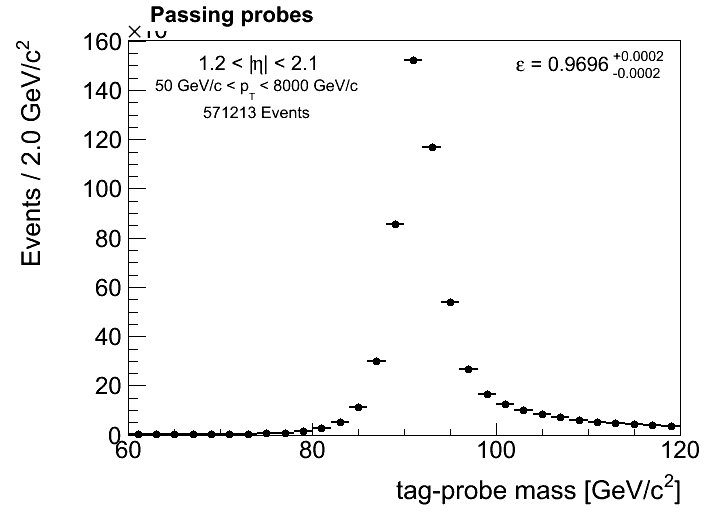 Passing probes
×10
1.2 < |η| < 2.1
50 GeV/c < pT < 8000 GeV/c
571213 Events
ε = 0.9696 +0.0002 -0.0002
Events / 2.0 GeV/c²
160
140
120
100
80
60
40
20
0
60 80 100 120
tag-probe mass [GeV/c²]